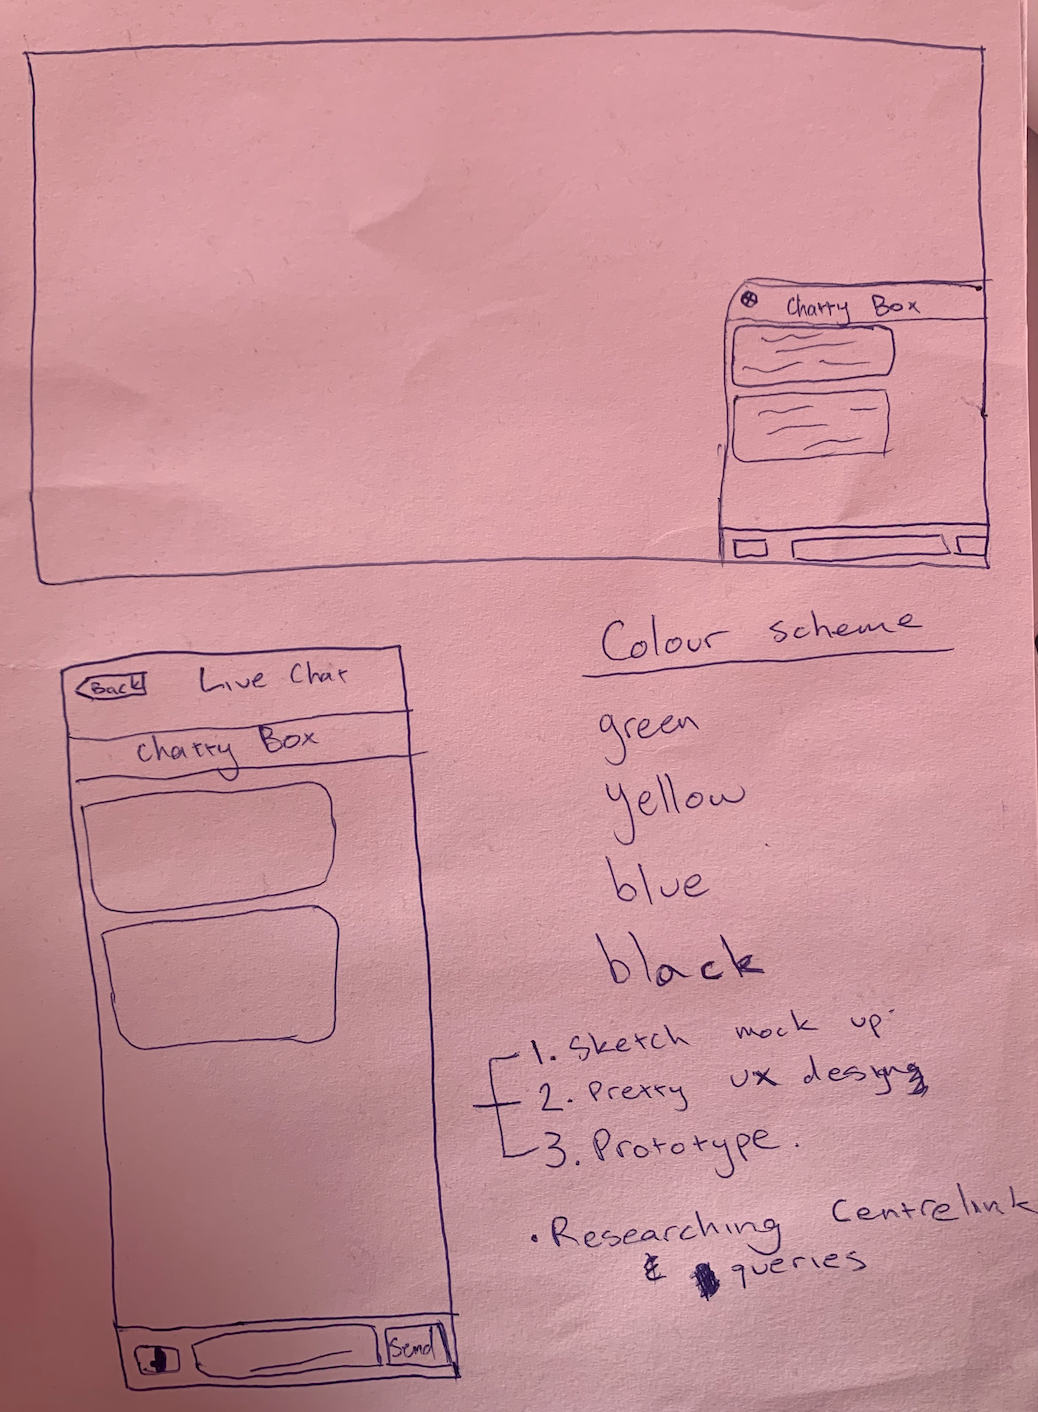 Chatty Box
Back
Live Chat
Chatty Box
Send
Colour scheme
green
yellow
blue
black
1. Sketch mock up.
2. Pretty UX designs
3. Prototype.
• Researching Centrelink
& queries